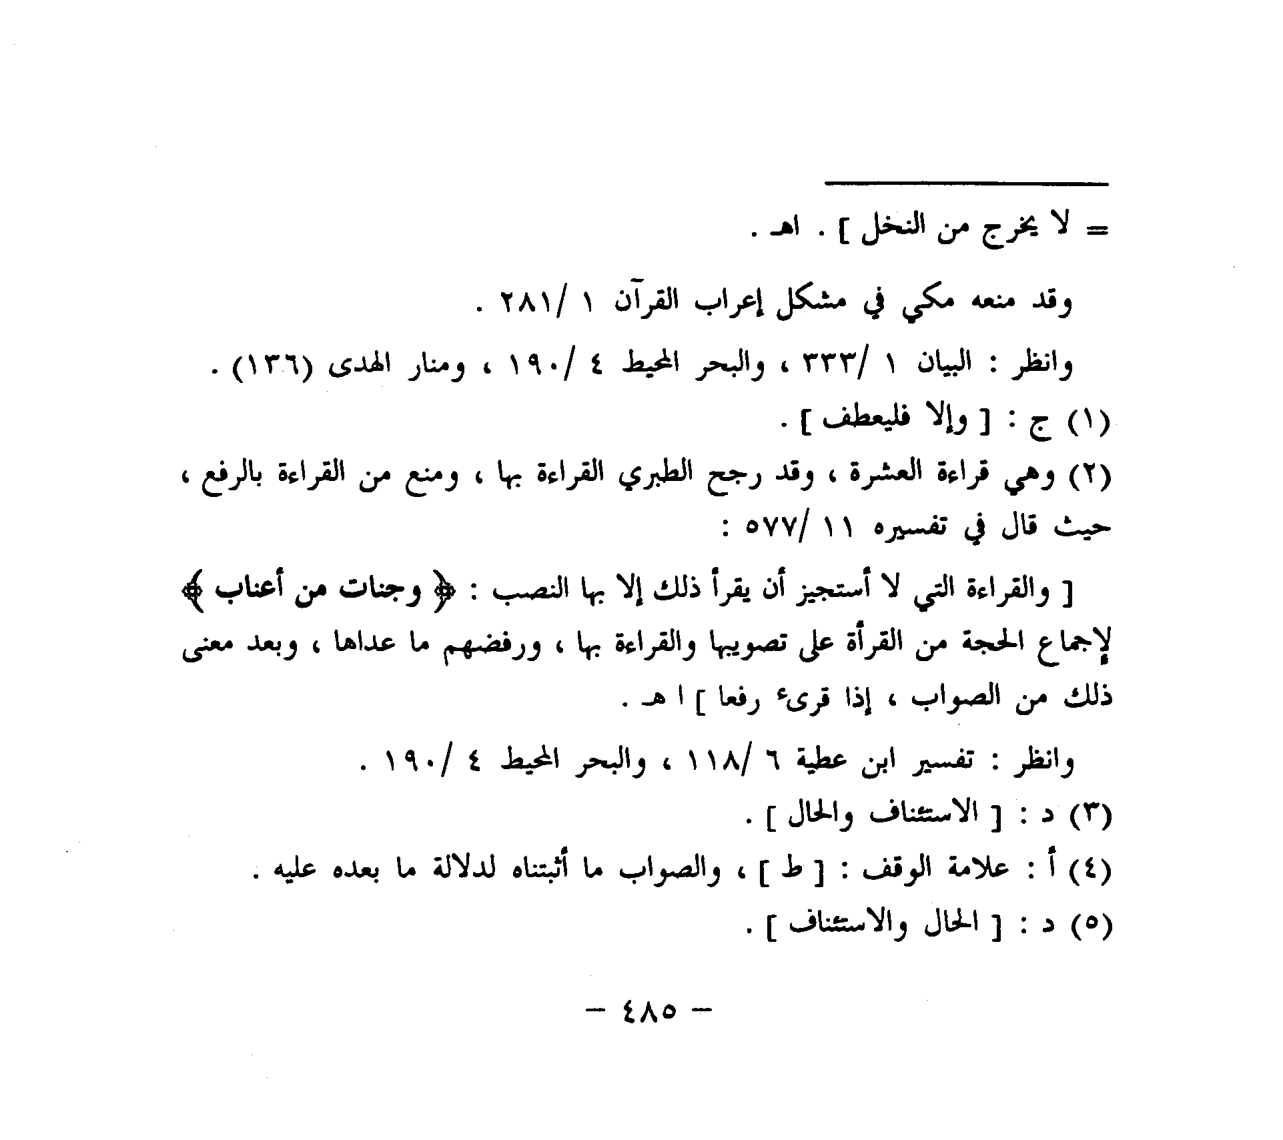 = لا يخرج من النخل ] . اهـ .
وقد منعه مكي في مشكل إعراب القرآن ١ /٢٨١ .
وانظر : البيان ١ /٣٣٣ ، والبحر المحيط ٤ /١٩٠ ، ومنار الهدى (١٣٦) .
(١) ج : [ وإلا فليعطف ] .
(٢) وهي قراءة العشرة ، وقد رجح الطبري القراءة بها ، ومنع من القراءة بالرفع ،
حيث قال في تفسيره ١١ /٥٧٧ :
[ والقراءة التي لا أستجيز أن يقرأ ذلك إلا بها النصب : ﴿ وجنات من أعناب ﴾
لإجماع الحجة من القرأة على تصويبها والقراءة بها ، ورفضهم ما عداها ، وبعد معنى
ذلك من الصواب ، إذا قرىء رفعا ] ا هـ .
وانظر : تفسير ابن عطية ٦ /١١٨ ، والبحر المحيط ٤ /١٩٠ .
(٣) د : [ الاستئناف والحال ] .
(٤) أ : علامة الوقف : [ ط ] ، والصواب ما أثبتناه لدلالة ما بعده عليه .
(٥) د : [ الحال والاستئناف ] .
– ٤٨٥ –